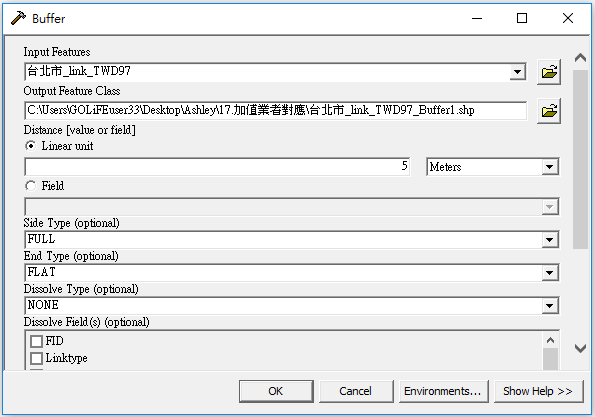 Buffer
Input Features
台北市_link_TWD97
Output Feature Class
C:\Users\GOLiFEuser33\Desktop\Ashley\17.加值業者對應\台北市_link_TWD97_Buffer1.shp
Distance [value or field]
Linear unit
5 Meters
Field
Side Type (optional)
FULL
End Type (optional)
FLAT
Dissolve Type (optional)
NONE
Dissolve Field(s) (optional)
FID
Linktype
OK Cancel Environments... Show Help >>